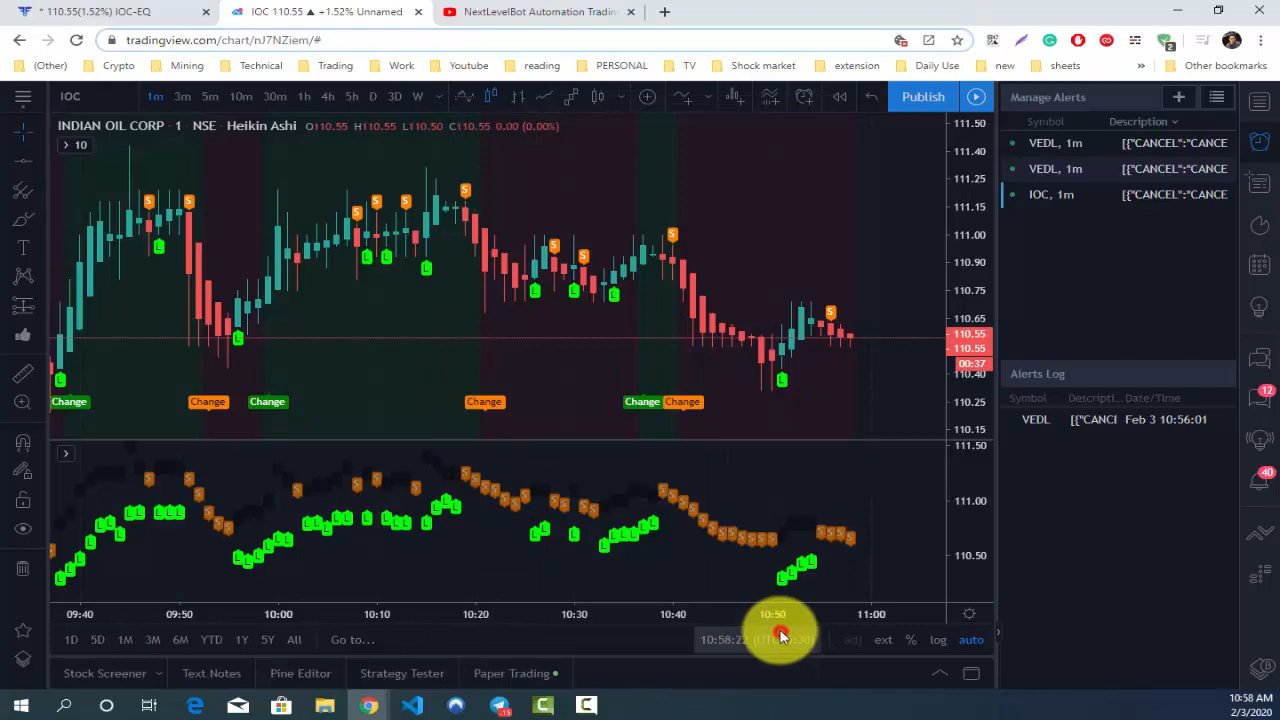 110.55(1.52%) IOC-EQ
IOC 110.55 ▲ +1.52% Unnamed
NextLevelBot Automation Trading
tradingview.com/chart/nJ7NZiem/#
2
(Other)
Crypto
Mining
Technical
Trading
Work
Youtube
reading
PERSONAL
TV
Shock market
extension
Daily Use
new
sheets
»
Other bookmarks
IOC
1m
3m
5m
10m
30m
1h
4h
5h
D
3D
W
Publish
Manage Alerts
INDIAN OIL CORP · 1 · NSE · Heikin Ashi O110.55 H110.55 L110.50 C110.55 0.00 (0.00%)
10
Symbol
Description
VEDL, 1m
[{"CANCEL":"CANCE
VEDL, 1m
[{"CANCEL":"CANCE
IOC, 1m
[{"CANCEL":"CANCE
111.50
111.40
111.25
111.15
111.00
110.90
110.75
110.65
110.55
110.55
00:37
110.40
110.25
110.15
S S S S S S S S S S
L L L L L L L L L L
Change
Change
Change
Change
Change
Change
Alerts Log
Symbol
Descripti...
Date/Time
VEDL
[{"CANCI
Feb 3 10:56:01
12
40
111.50
111.00
110.50
09:40
09:50
10:00
10:10
10:20
10:30
10:40
10:50
11:00
1D
5D
1M
3M
6M
YTD
1Y
5Y
All
Go to...
10:58:22
adj
ext
%
log
auto
Stock Screener
Text Notes
Pine Editor
Strategy Tester
Paper Trading
15
10:58 AM
2/3/2020